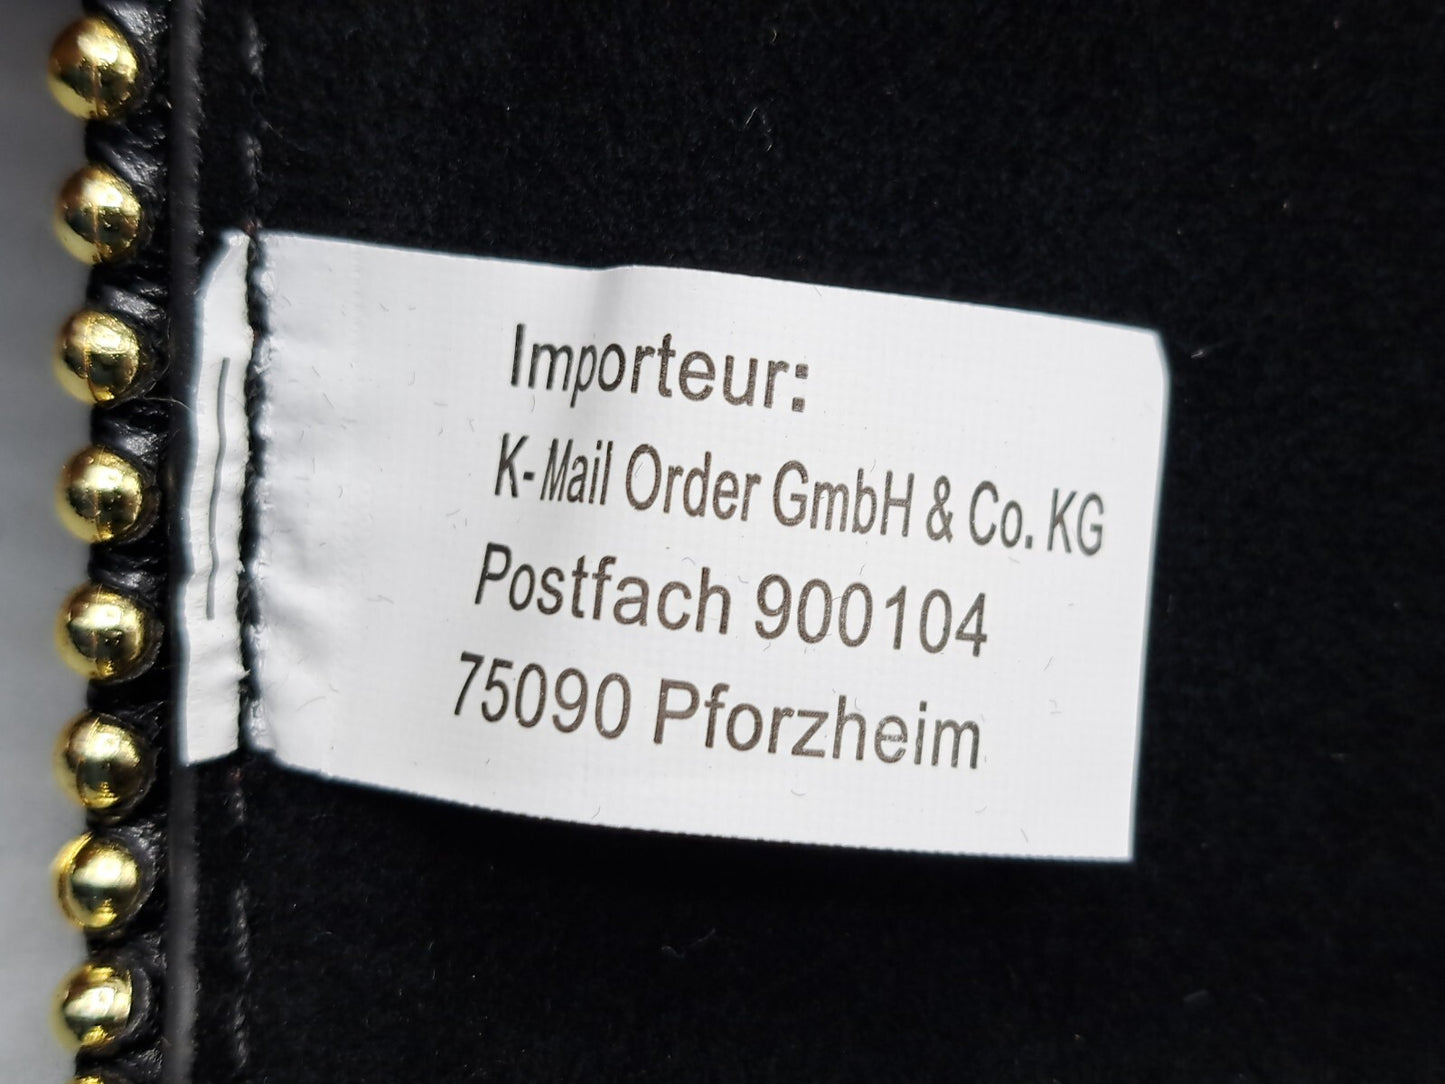 Importeur:
K-Mail Order GmbH & Co. KG
Postfach 900104
75090 Pforzheim